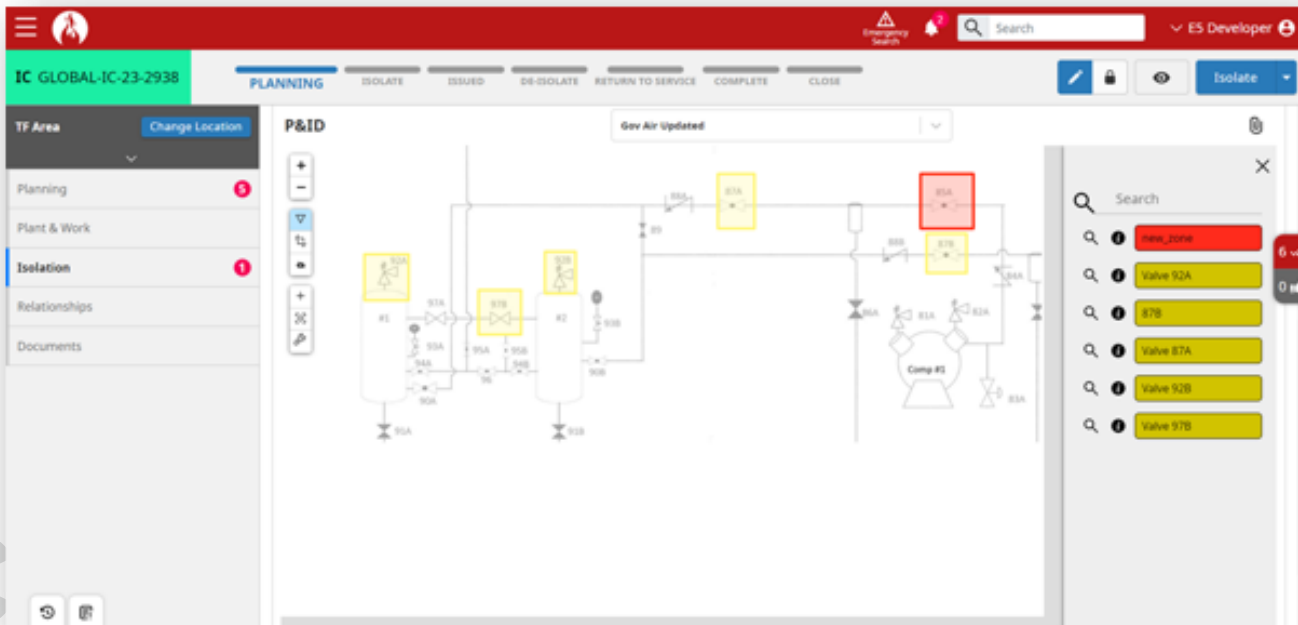 Emergency
Search
2
Search
E5 Developer
IC GLOBAL-IC-23-2938
PLANNING
ISOLATE
ISSUED
DE-ISOLATE
RETURN TO SERVICE
COMPLETE
CLOSE
Isolate
TF Area
Change Location
P&ID
Gov Air Updated
Planning
5
Plant & Work
Isolation
1
Relationships
Documents
Search
new_zone
Valve 92A
87B
Valve 87A
Valve 92B
Valve 97B
6
0
88A
87A
85A
89
88B
87B
84A
92A
92B
#1
97A
97B
#2
93B
93A
95A
95B
94A
96
94B
90B
90A
91A
91B
86A
81A
82A
Comp #1
83A